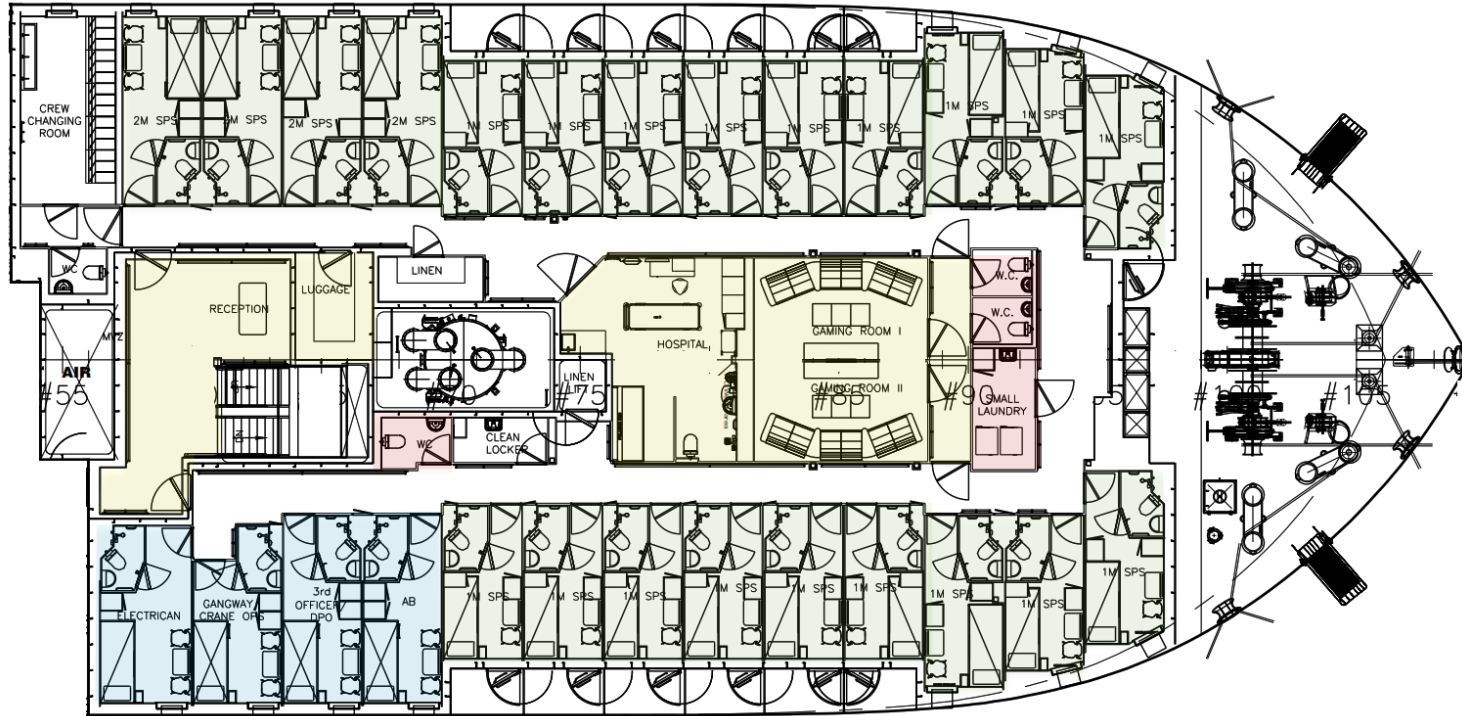 CREW
CHANGING
ROOM
2M SPS
2M SPS
2M SPS
2M SPS
1M SPS
1M SPS
1M SPS
1M SPS
1M SPS
1M SPS
1M SPS
1M SPS
1M SPS
WC
LINEN
RECEPTION
LUGGAGE
W.C.
W.C.
HOSPITAL
GAMING ROOM I
GAMING ROOM II
AIR
#55
LINEN
#75
#85
#90
#105
SMALL
LAUNDRY
WC
CLEAN
LOCKER
ELECTRICAN
GANGWAY
CRANE OPS
3rd
OFFICER/
DPO
AB
1M SPS
1M SPS
1M SPS
1M SPS
1M SPS
1M SPS
1M SPS
1M SPS
1M SPS